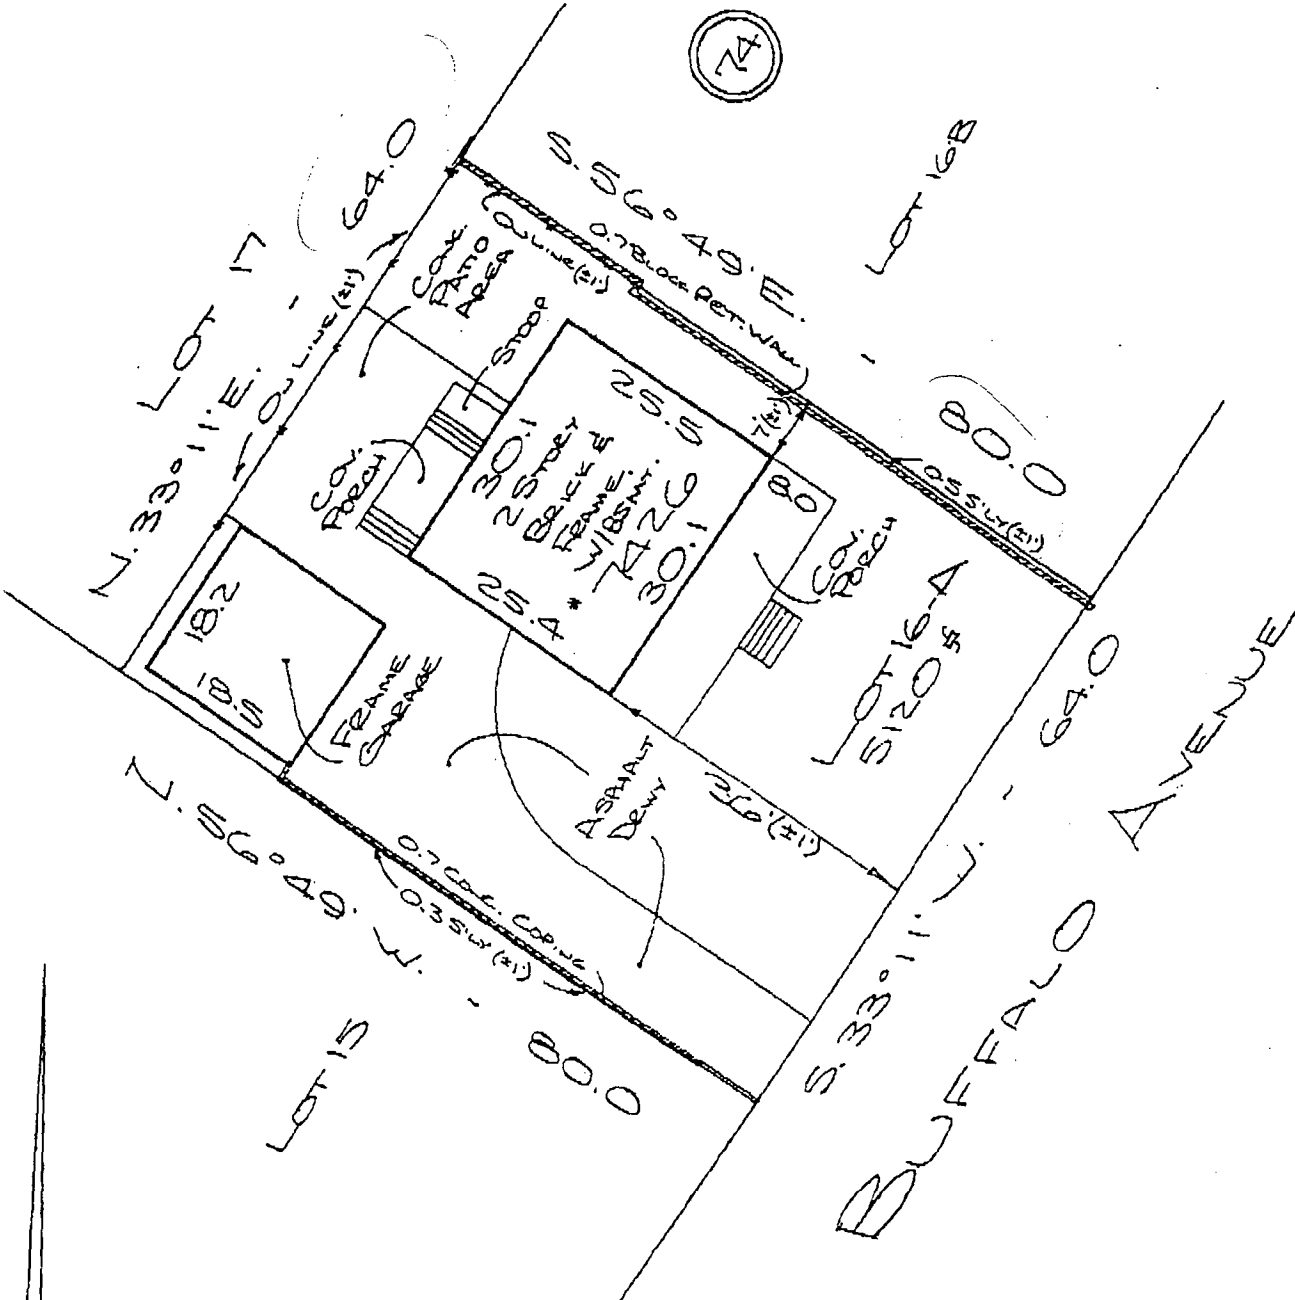 74
LOT 17
N.33°11'E. - 64.0
ON LINE (±1')
S.56°49'E. - 80.0
LOT 16B
ON LINE (±1')
0.7 BLOCK RET. WALL
0.5 S'LY (±1')
CONC.
PATIO
AREA
STOOP
COV.
PORCH
30.1
2 STORY
BRICK &
FRAME
W/BSMT.
# 7426
30.1
25.5
25.4
7'(±1')
8.0
COV.
PORCH
18.2
18.5
FRAME
GARAGE
ASPHALT
DRWY
36'(±1')
LOT 16-A
5120 SF
N.56°49'W. - 80.0
0.7 CONC. COPING
0.3 S'LY (±1')
LOT 15
S.33°11'W. - 64.0
BUFFALO AVENUE